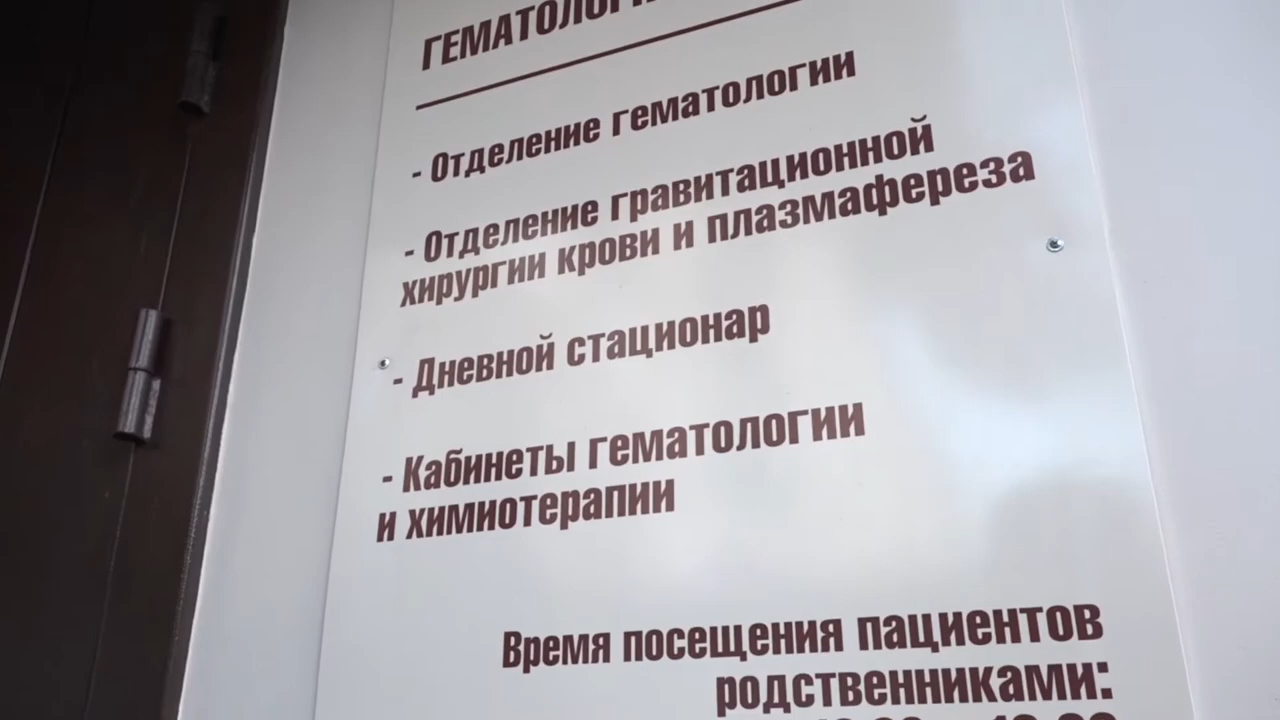 - Отделение гематологии
- Отделение гравитационной
хирургии крови и плазмафереза
- Дневной стационар
- Кабинеты гематологии
и химиотерапии
Время посещения пациентов
родственниками: